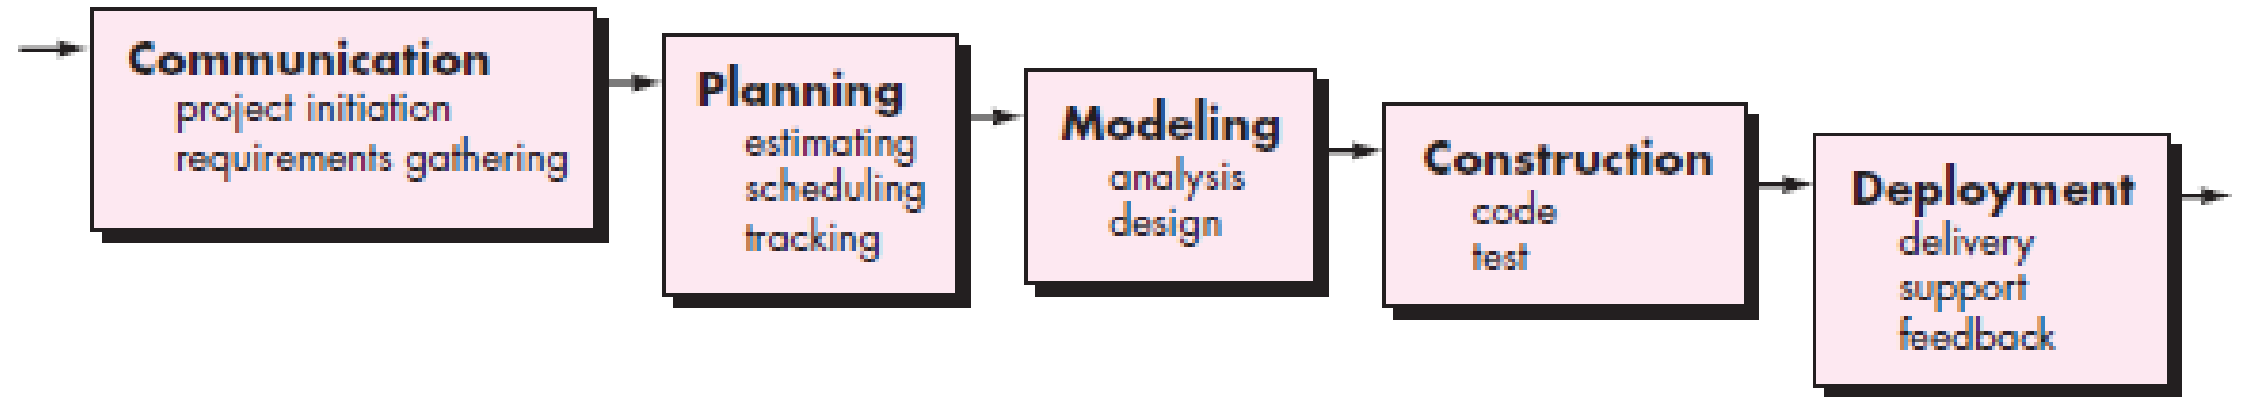 Communication
project initiation
requirements gathering
Planning
estimating
scheduling
tracking
Modeling
analysis
design
Construction
code
test
Deployment
delivery
support
feedback